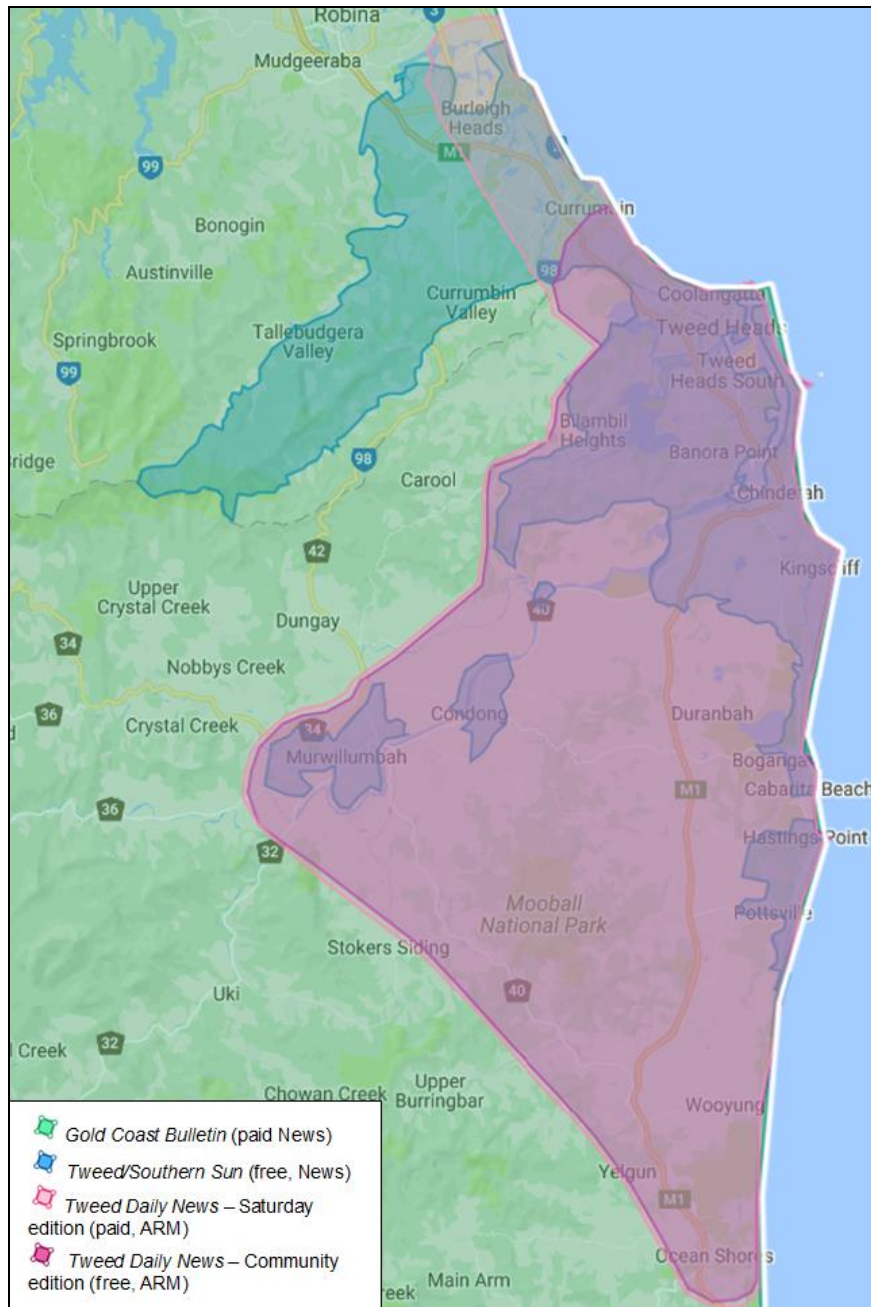 Robina
3
Mudgeeraba
Burleigh
Heads
M1
99
Currumbin
Bonogin
98
Austinville
Currumbin
Valley
Coolangatta
Tallebudgera
Valley
Tweed Heads
Springbrook
Tweed
Heads South
99
Bilambil
Heights
Banora Point
98
Carool
Chinderah
42
Kingscliff
Upper
Crystal Creek
40
Dungay
34
Nobbys Creek
36
Crystal Creek
34
Condong
Duranbah
Murwillumbah
M1
Cabarita Beach
36
Hastings Point
32
Mooball
National Park
Pottsville
Stokers Siding
40
Uki
32
l Creek
Upper
Burringbar
Chowan Creek
Wooyung
Yelgun
M1
Ocean Shores
Main Arm
Gold Coast Bulletin (paid News)
Tweed/Southern Sun (free, News)
Tweed Daily News – Saturday
edition (paid, ARM)
Tweed Daily News – Community
edition (free, ARM)